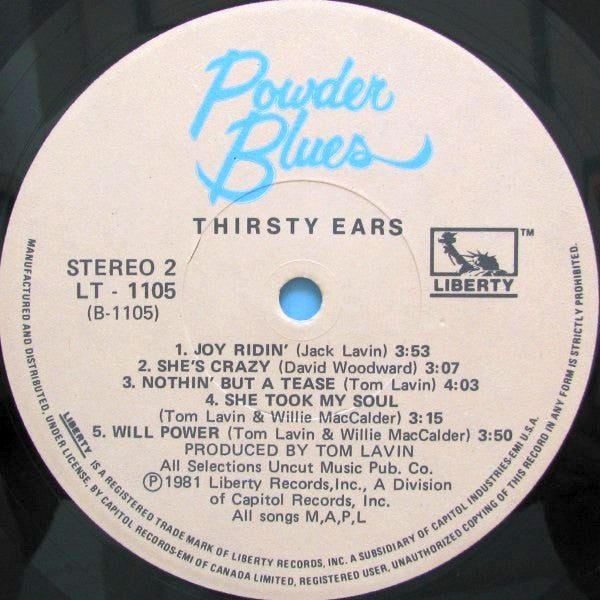 Powder
Blues
THIRSTY EARS
STEREO 2
LT - 1105
(B-1105)
LIBERTY ™
1. JOY RIDIN' (Jack Lavin) 3:53
2. SHE'S CRAZY (David Woodward) 3:07
3. NOTHIN' BUT A TEASE (Tom Lavin) 4:03
4. SHE TOOK MY SOUL
(Tom Lavin & Willie MacCalder) 3:15
5. WILL POWER (Tom Lavin & Willie MacCalder) 3:50
PRODUCED BY TOM LAVIN
All Selections Uncut Music Pub. Co.
Ⓟ1981 Liberty Records,Inc., A Division
of Capitol Records, Inc.
All songs M,A,P,L
LIBERTY IS A REGISTERED TRADE MARK OF LIBERTY RECORDS, INC. A SUBSIDIARY OF CAPITOL INDUSTRIES-EMI U.S.A.
MANUFACTURED AND DISTRIBUTED, UNDER LICENSE, BY CAPITOL RECORDS-EMI OF CANADA LIMITED, REGISTERED USER, UNAUTHORIZED COPYING OF THIS RECORD IN ANY FORM IS STRICTLY PROHIBITED.